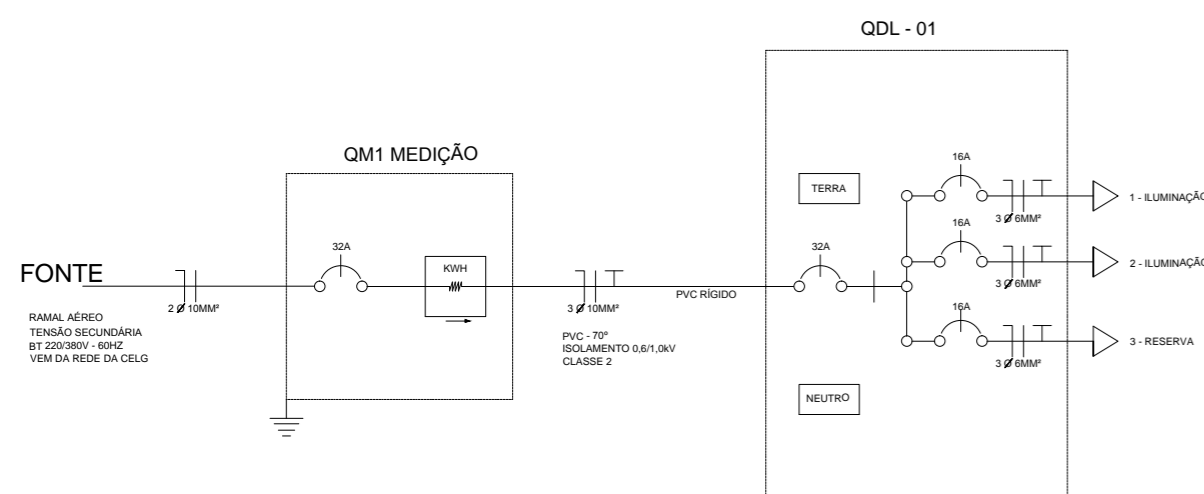 QDL - 01
QM1 MEDIÇÃO
16A
TERRA
3 Ø 6MM²
1 - ILUMINAÇÃO
16A
32A
KWH
32A
3 Ø 6MM²
2 - ILUMINAÇÃO
FONTE
2 Ø 10MM²
3 Ø 10MM²
PVC RÍGIDO
16A
RAMAL AÉREO
TENSÃO SECUNDÁRIA
BT 220/380V - 60HZ
VEM DA REDE DA CELG
PVC - 70º
ISOLAMENTO 0,6/1,0kV
CLASSE 2
3 Ø 6MM²
3 - RESERVA
NEUTRO